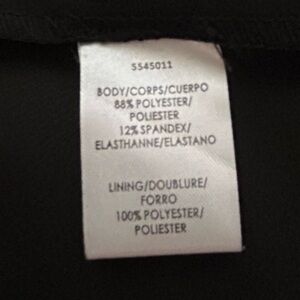 5545011
BODY/CORPS/CUERPO
88% POLYESTER/
POLIESTER
12% SPANDEX/
ELASTHANNE/ELASTANO
LINING/DOUBLURE/
FORRO
100% POLYESTER/
POLIESTER